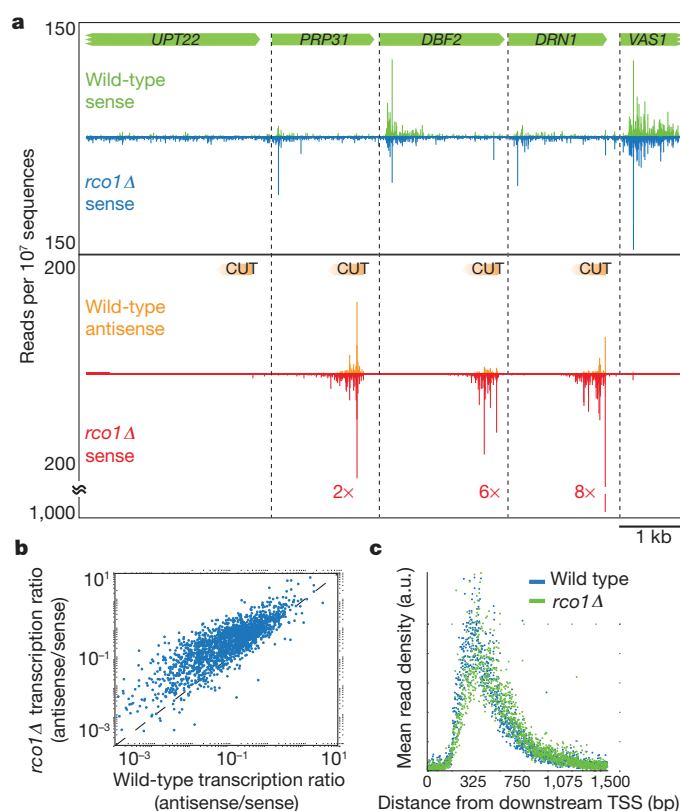 a
150
UPT22 PRP31 DBF2 DRN1 VAS1
Wild-type
sense
rco1Δ
sense
150
Reads per 10⁷ sequences
200
CUT CUT CUT CUT
Wild-type
antisense
rco1Δ
sense
200
1,000
2× 6× 8×
1 kb
b
rco1Δ transcription ratio
(antisense/sense)
10¹
10⁻¹
10⁻³
10⁻³ 10⁻¹ 10¹
Wild-type transcription ratio
(antisense/sense)
c
Wild type
rco1Δ
Mean read density (a.u.)
0 325 750 1,075 1,500
Distance from downstream TSS (bp)